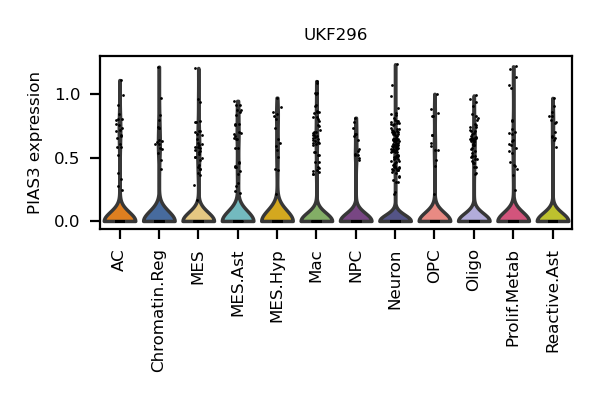 UKF296
PIAS3 expression
1.0
0.5
0.0
AC
Chromatin.Reg
MES
MES.Ast
MES.Hyp
Mac
NPC
Neuron
OPC
Oligo
Prolif.Metab
Reactive.Ast